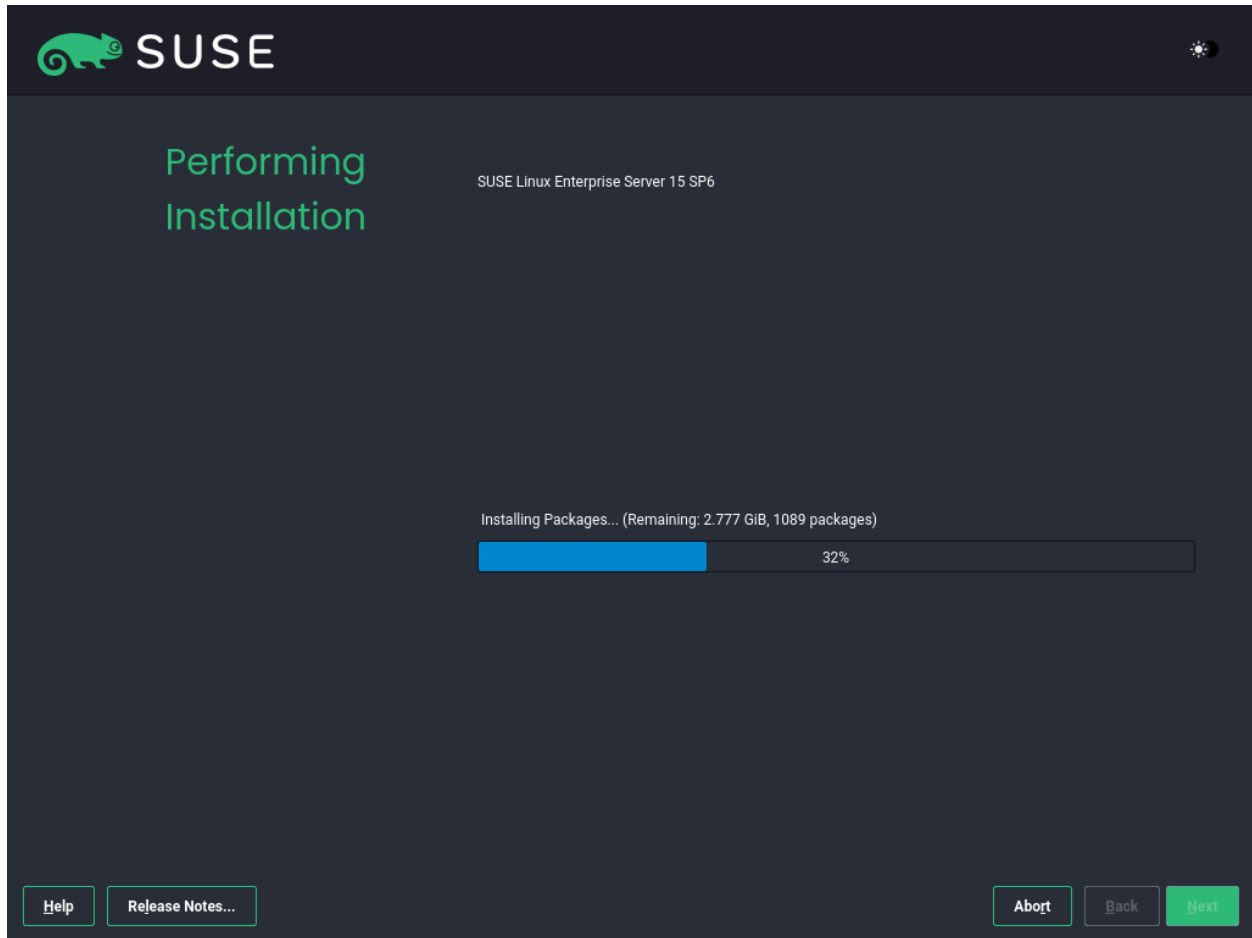 SUSE
Performing
Installation
SUSE Linux Enterprise Server 15 SP6
Installing Packages... (Remaining: 2.777 GiB, 1089 packages)
32%
Help
Release Notes...
Abort
Back
Next